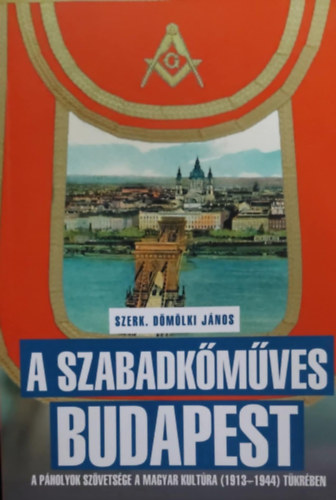 G
SZERK. DÖMÖLKI JÁNOS
A SZABADKŐMŰVES
BUDAPEST
A PÁHOLYOK SZÖVETSÉGE A MAGYAR KULTÚRA (1913–1944) TÜKRÉBEN